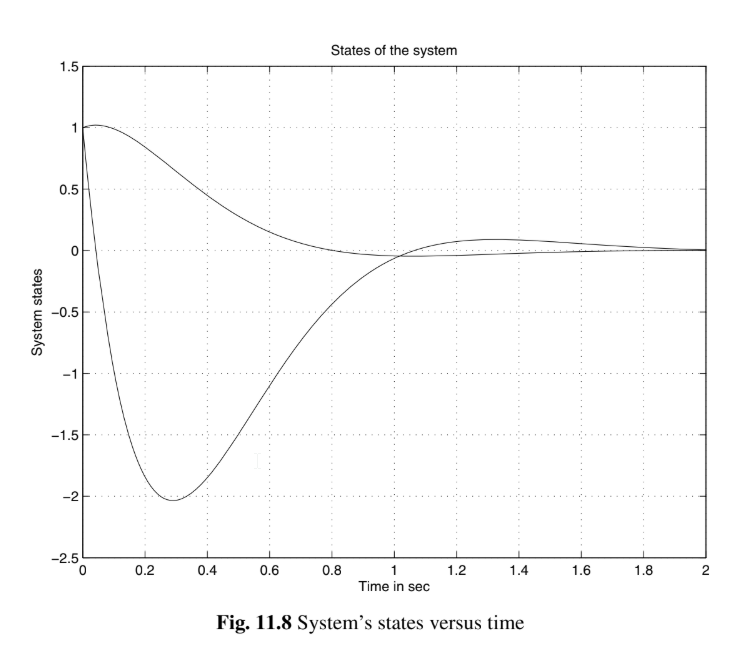 States of the system
1.5
1
0.5
0
−0.5
−1
−1.5
−2
−2.5
System states
0 0.2 0.4 0.6 0.8 1 1.2 1.4 1.6 1.8 2
Time in sec
Fig. 11.8 System’s states versus time